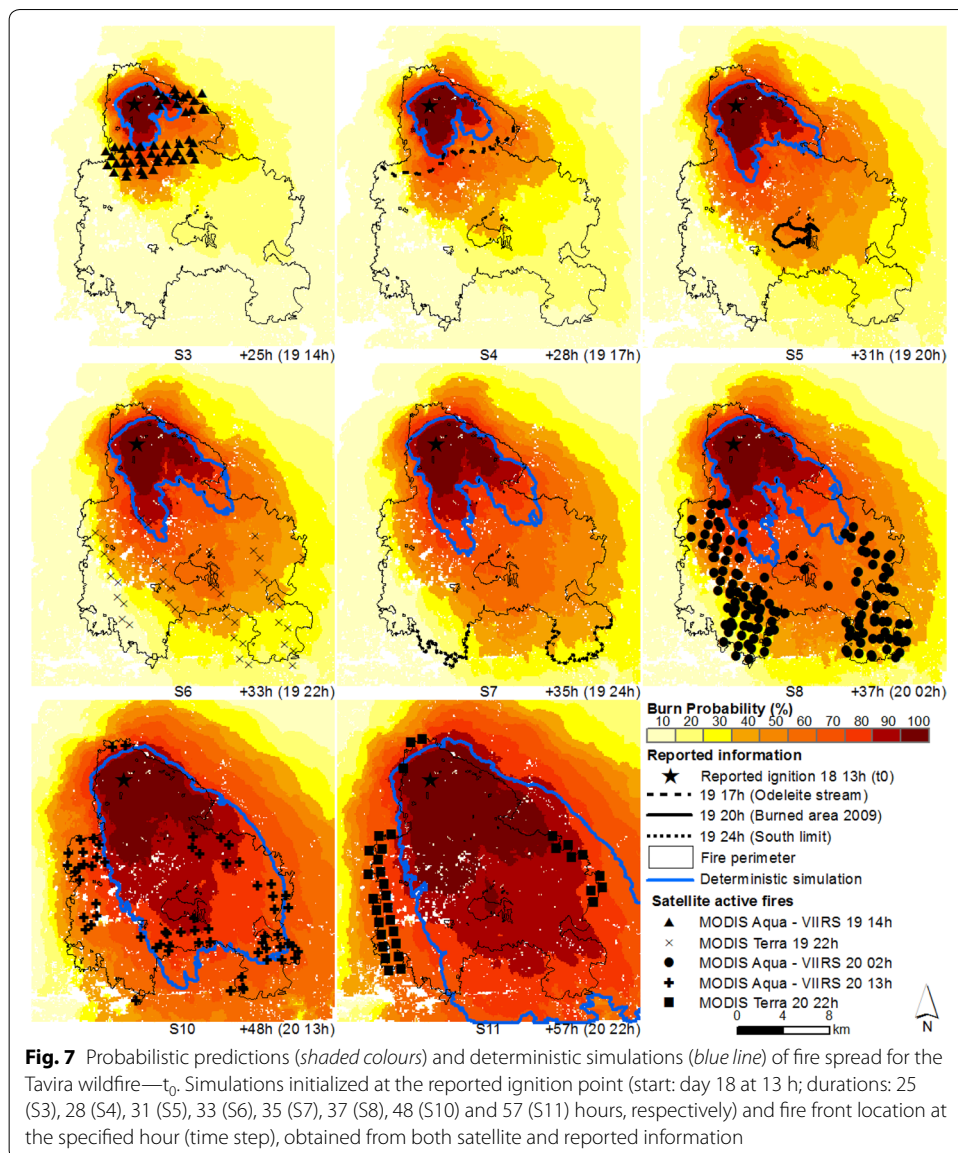 S3 +25h (19 14h)
S4 +28h (19 17h)
S5 +31h (19 20h)
S6 +33h (19 22h)
S7 +35h (19 24h)
S8 +37h (20 02h)
S10 +48h (20 13h)
S11 +57h (20 22h)
Burn Probability (%)
10 20 30 40 50 60 70 80 90 100
Reported information
Reported ignition 18 13h (t0)
19 17h (Odeleite stream)
19 20h (Burned area 2009)
19 24h (South limit)
Fire perimeter
Deterministic simulation
Satellite active fires
MODIS Aqua - VIIRS 19 14h
MODIS Terra 19 22h
MODIS Aqua - VIIRS 20 02h
MODIS Aqua - VIIRS 20 13h
MODIS Terra 20 22h
0 4 8
km
N
Fig. 7 Probabilistic predictions (shaded colours) and deterministic simulations (blue line) of fire spread for the
Tavira wildfire—t0. Simulations initialized at the reported ignition point (start: day 18 at 13 h; durations: 25
(S3), 28 (S4), 31 (S5), 33 (S6), 35 (S7), 37 (S8), 48 (S10) and 57 (S11) hours, respectively) and fire front location at
the specified hour (time step), obtained from both satellite and reported information